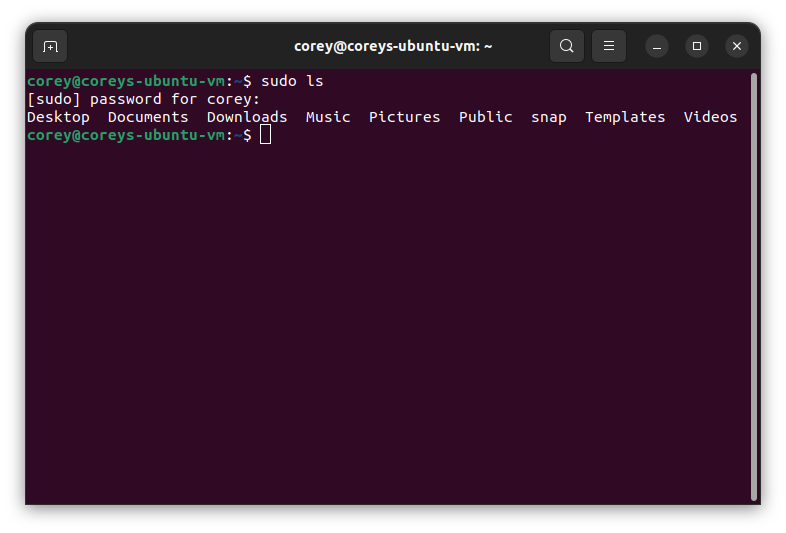 corey@coreys-ubuntu-vm: ~
corey@coreys-ubuntu-vm:~$ sudo ls
[sudo] password for corey:
Desktop  Documents  Downloads  Music  Pictures  Public  snap  Templates  Videos
corey@coreys-ubuntu-vm:~$